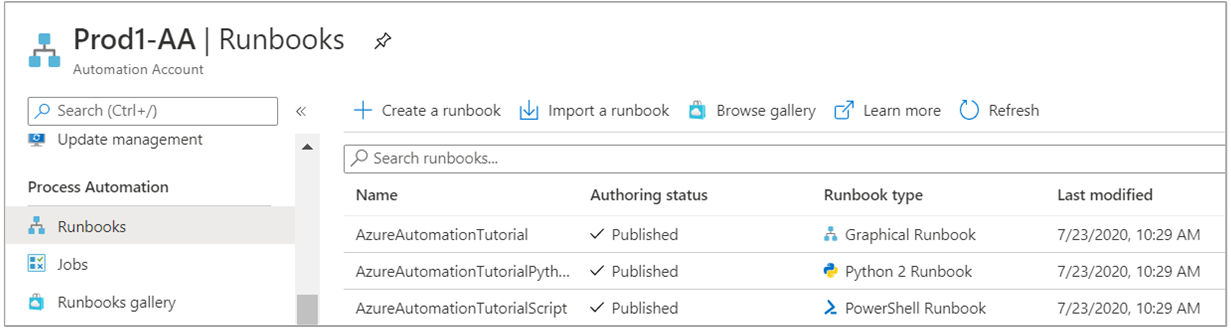 Prod1-AA | Runbooks
Automation Account
Search (Ctrl+/)
«
Update management
Process Automation
Runbooks
Jobs
Runbooks gallery
Create a runbook Import a runbook Browse gallery Learn more Refresh
Search runbooks...
Name Authoring status Runbook type Last modified
AzureAutomationTutorial Published Graphical Runbook 7/23/2020, 10:29 AM
AzureAutomationTutorialPyth... Published Python 2 Runbook 7/23/2020, 10:29 AM
AzureAutomationTutorialScript Published PowerShell Runbook 7/23/2020, 10:29 AM